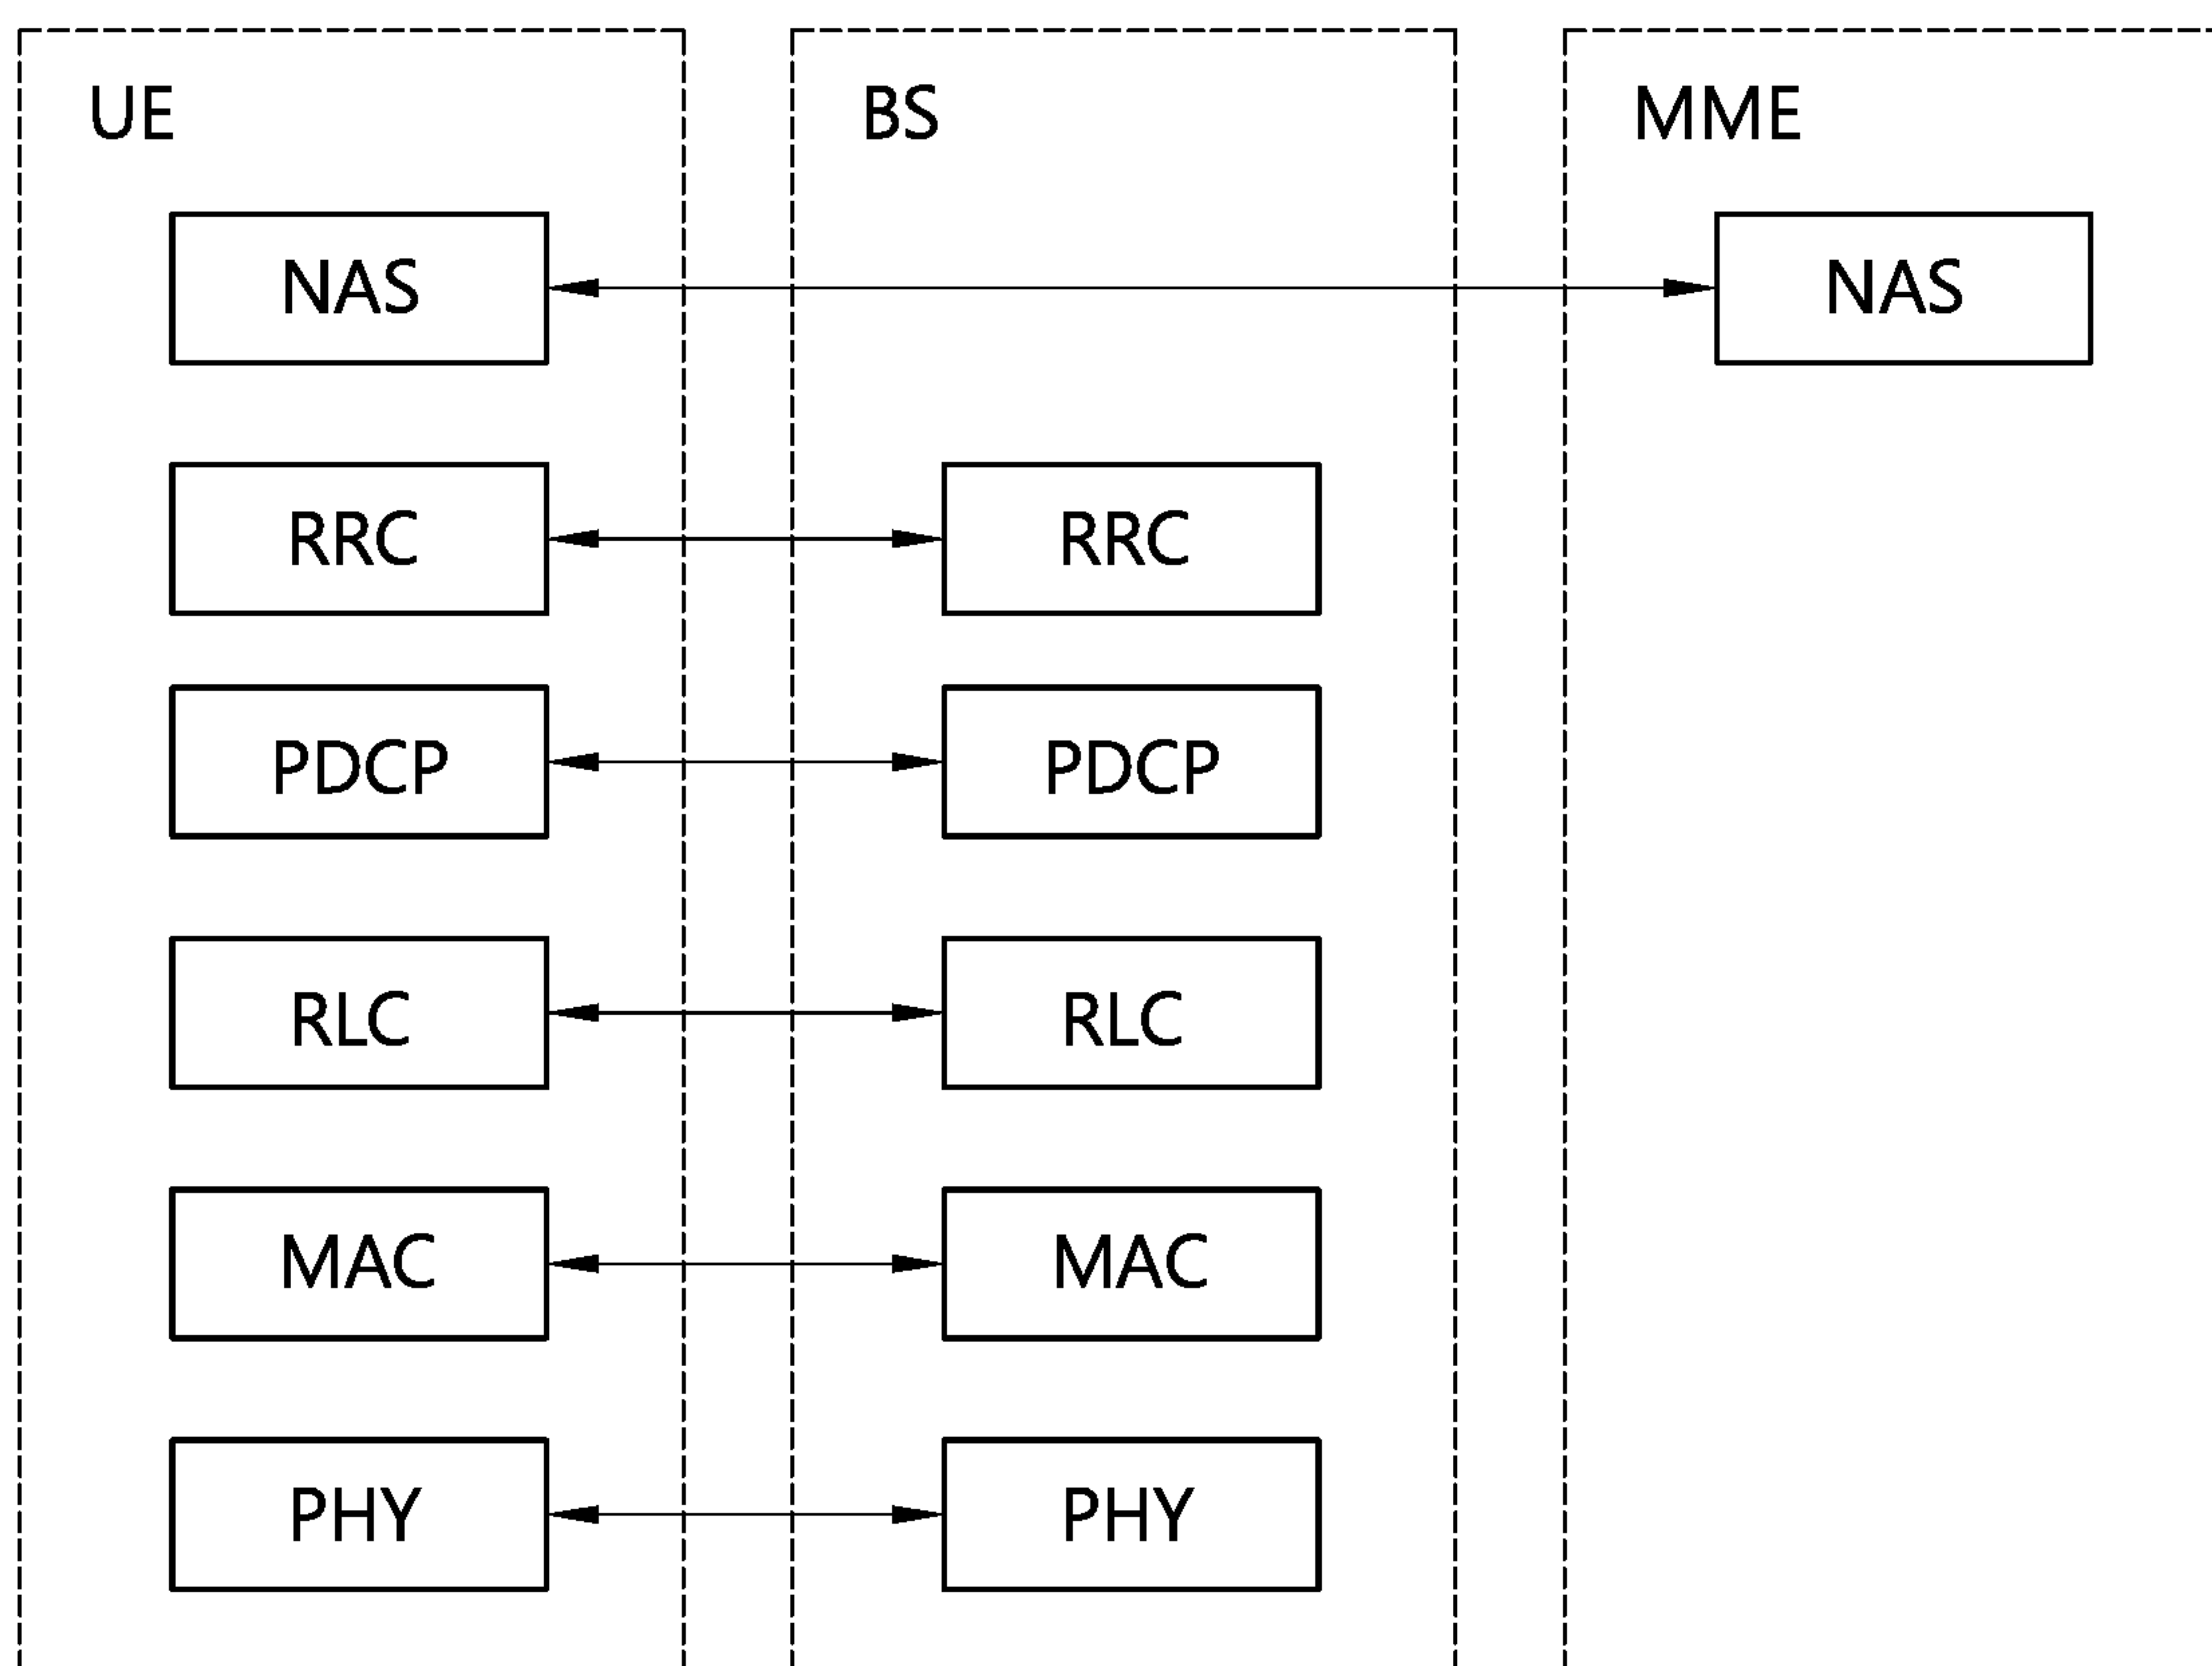 UE BS MME
NAS NAS
RRC RRC
PDCP PDCP
RLC RLC
MAC MAC
PHY PHY